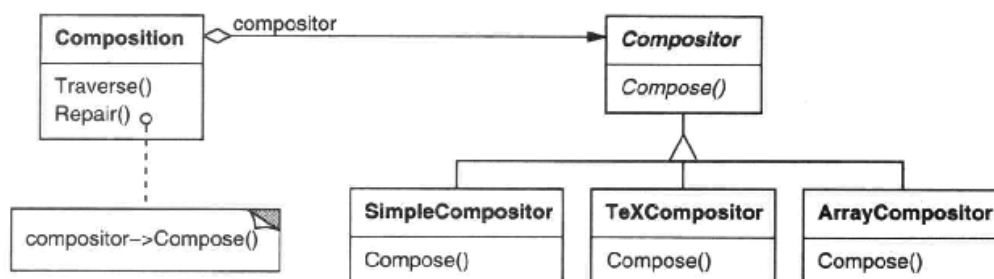 Composition
compositor
Compositor
Traverse()
Repair()
Compose()
compositor->Compose()
SimpleCompositor
TeXCompositor
ArrayCompositor
Compose()
Compose()
Compose()